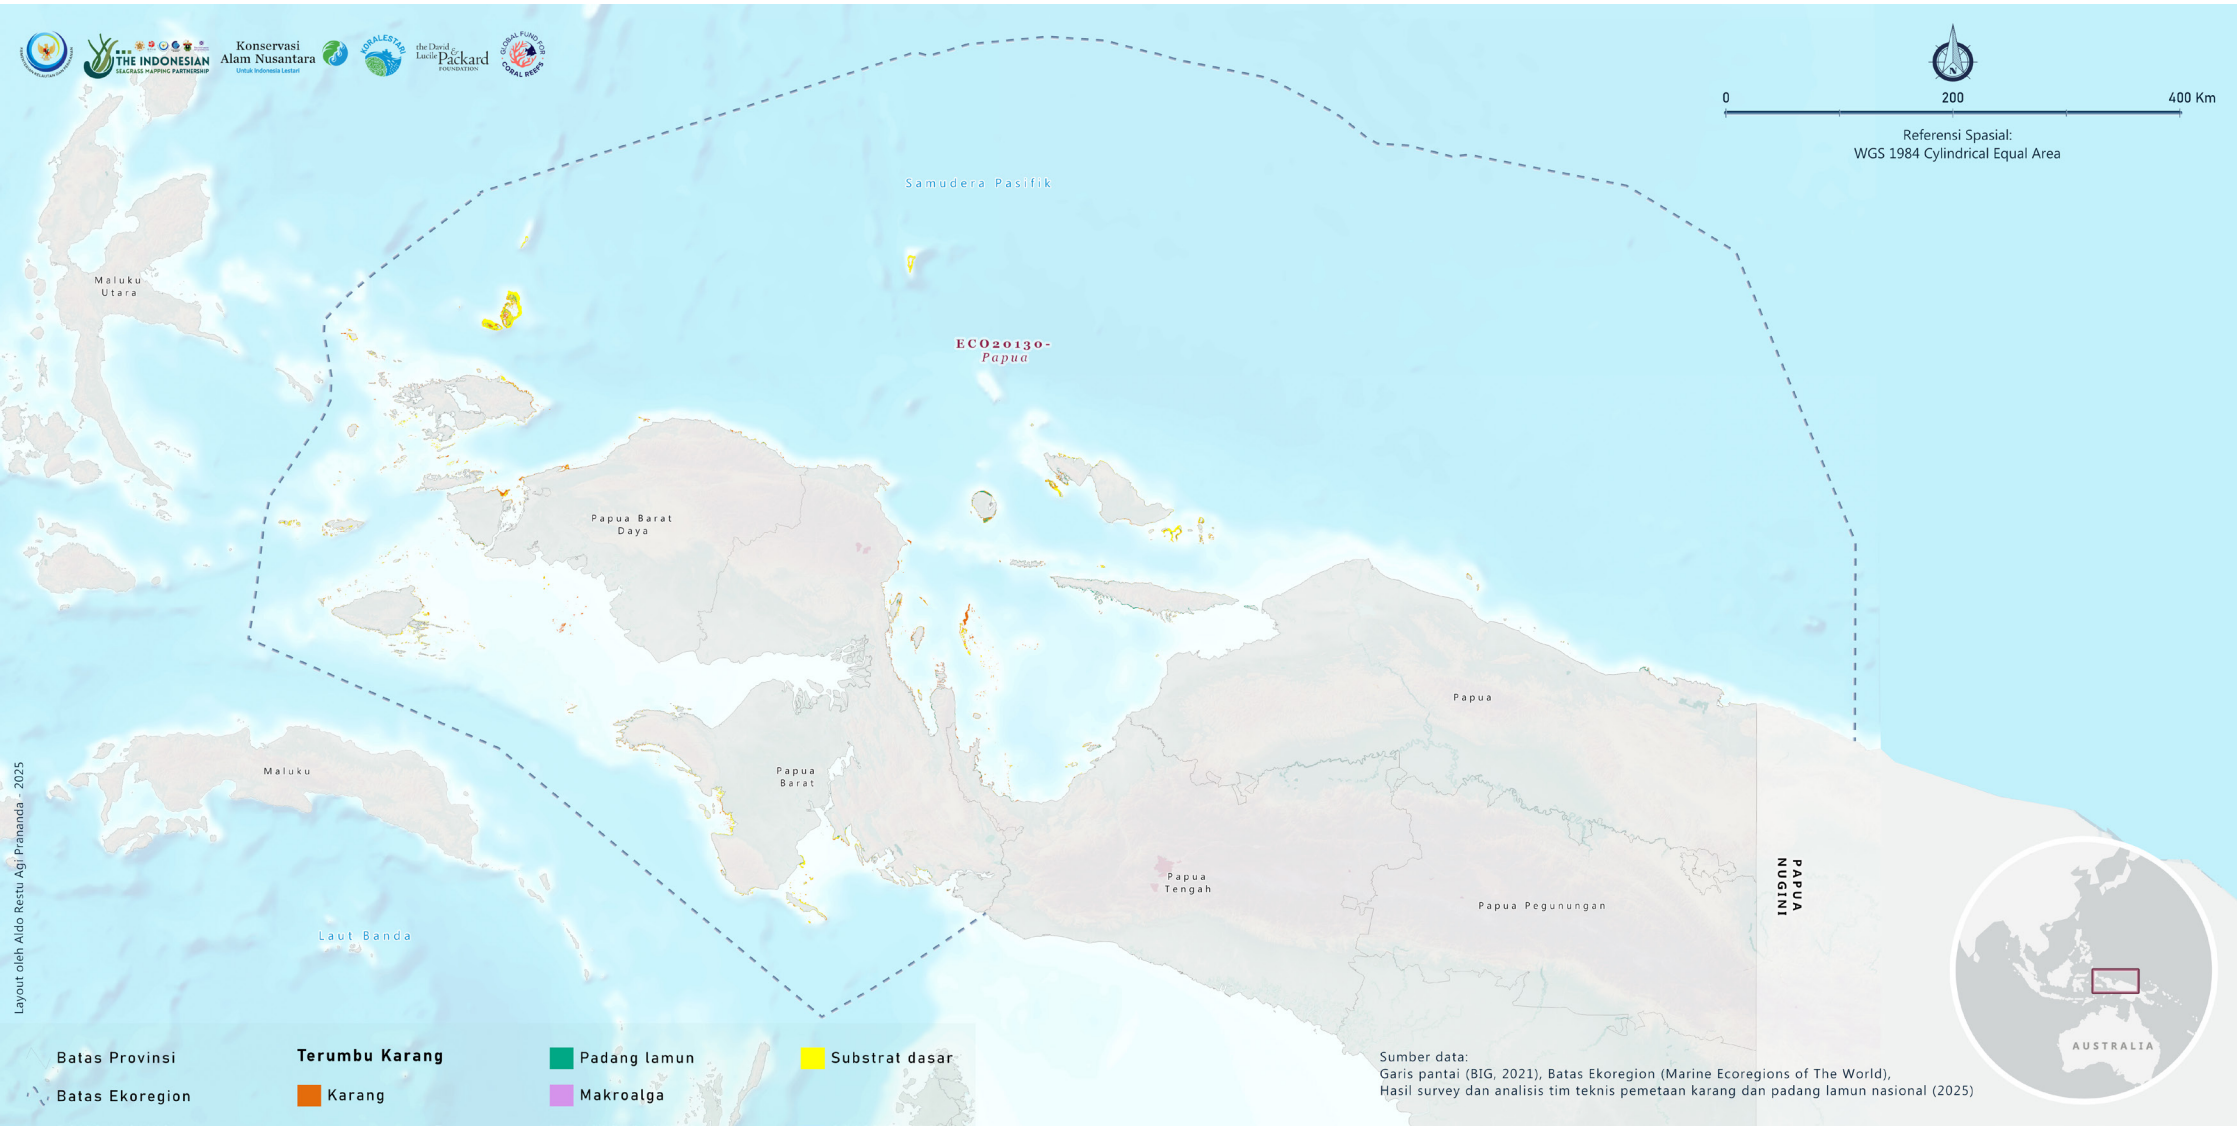 KEMENTERIAN KELAUTAN DAN PERIKANAN
THE INDONESIAN
SEAGRASS MAPPING PARTNERSHIP
Konservasi
Alam Nusantara
Untuk Indonesia Lestari
KORALESTARI
the David &
Lucile Packard
FOUNDATION
GLOBAL FUND FOR
CORAL REEFS
N
0 200 400 Km
Referensi Spasial:
WGS 1984 Cylindrical Equal Area
Samudera Pasifik
Maluku
Utara
ECO20130-
Papua
Papua Barat
Daya
Papua
Maluku
Papua
Barat
Papua
Tengah
Papua Pegunungan
PAPUA
NUGINI
Laut Banda
Layout oleh Aldo Restu Agi Prananda - 2025
AUSTRALIA
Batas Provinsi
Batas Ekoregion
Terumbu Karang
Karang
Padang lamun
Makroalga
Substrat dasar
Sumber data:
Garis pantai (BIG, 2021), Batas Ekoregion (Marine Ecoregions of The World),
Hasil survey dan analisis tim teknis pemetaan karang dan padang lamun nasional (2025)